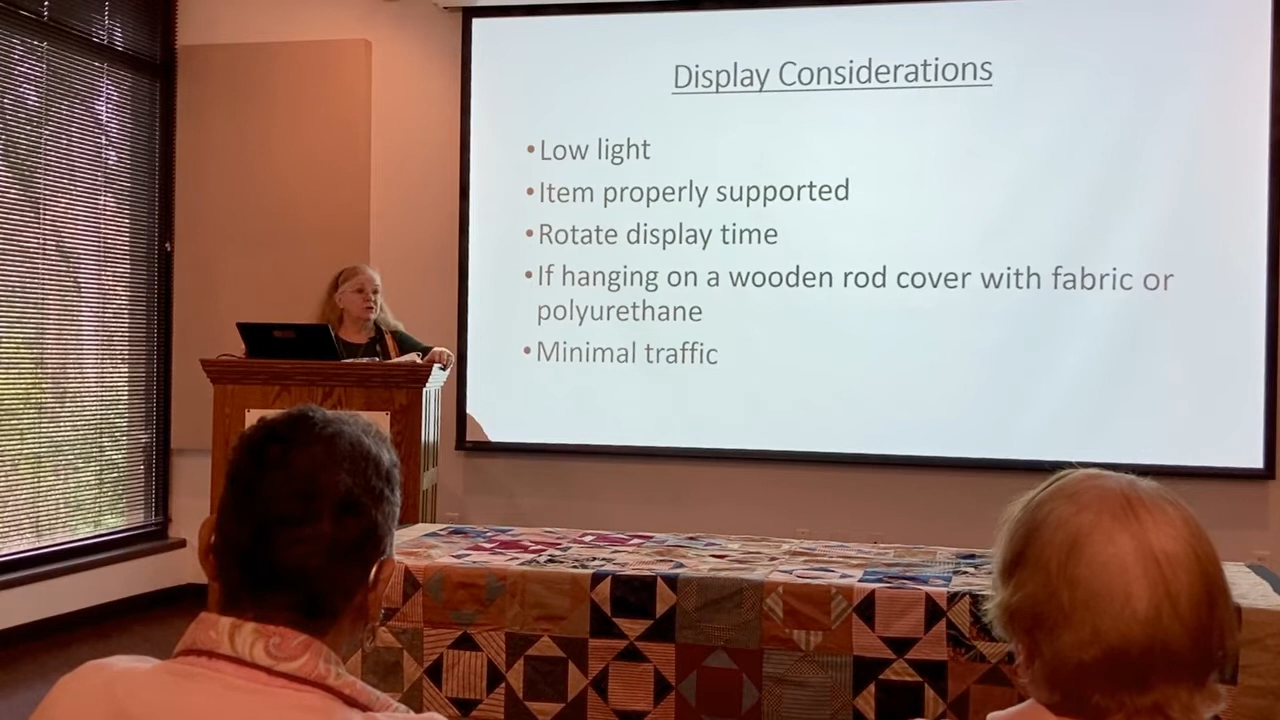 Display Considerations
•Low light
•Item properly supported
•Rotate display time
•If hanging on a wooden rod cover with fabric or
polyurethane
•Minimal traffic